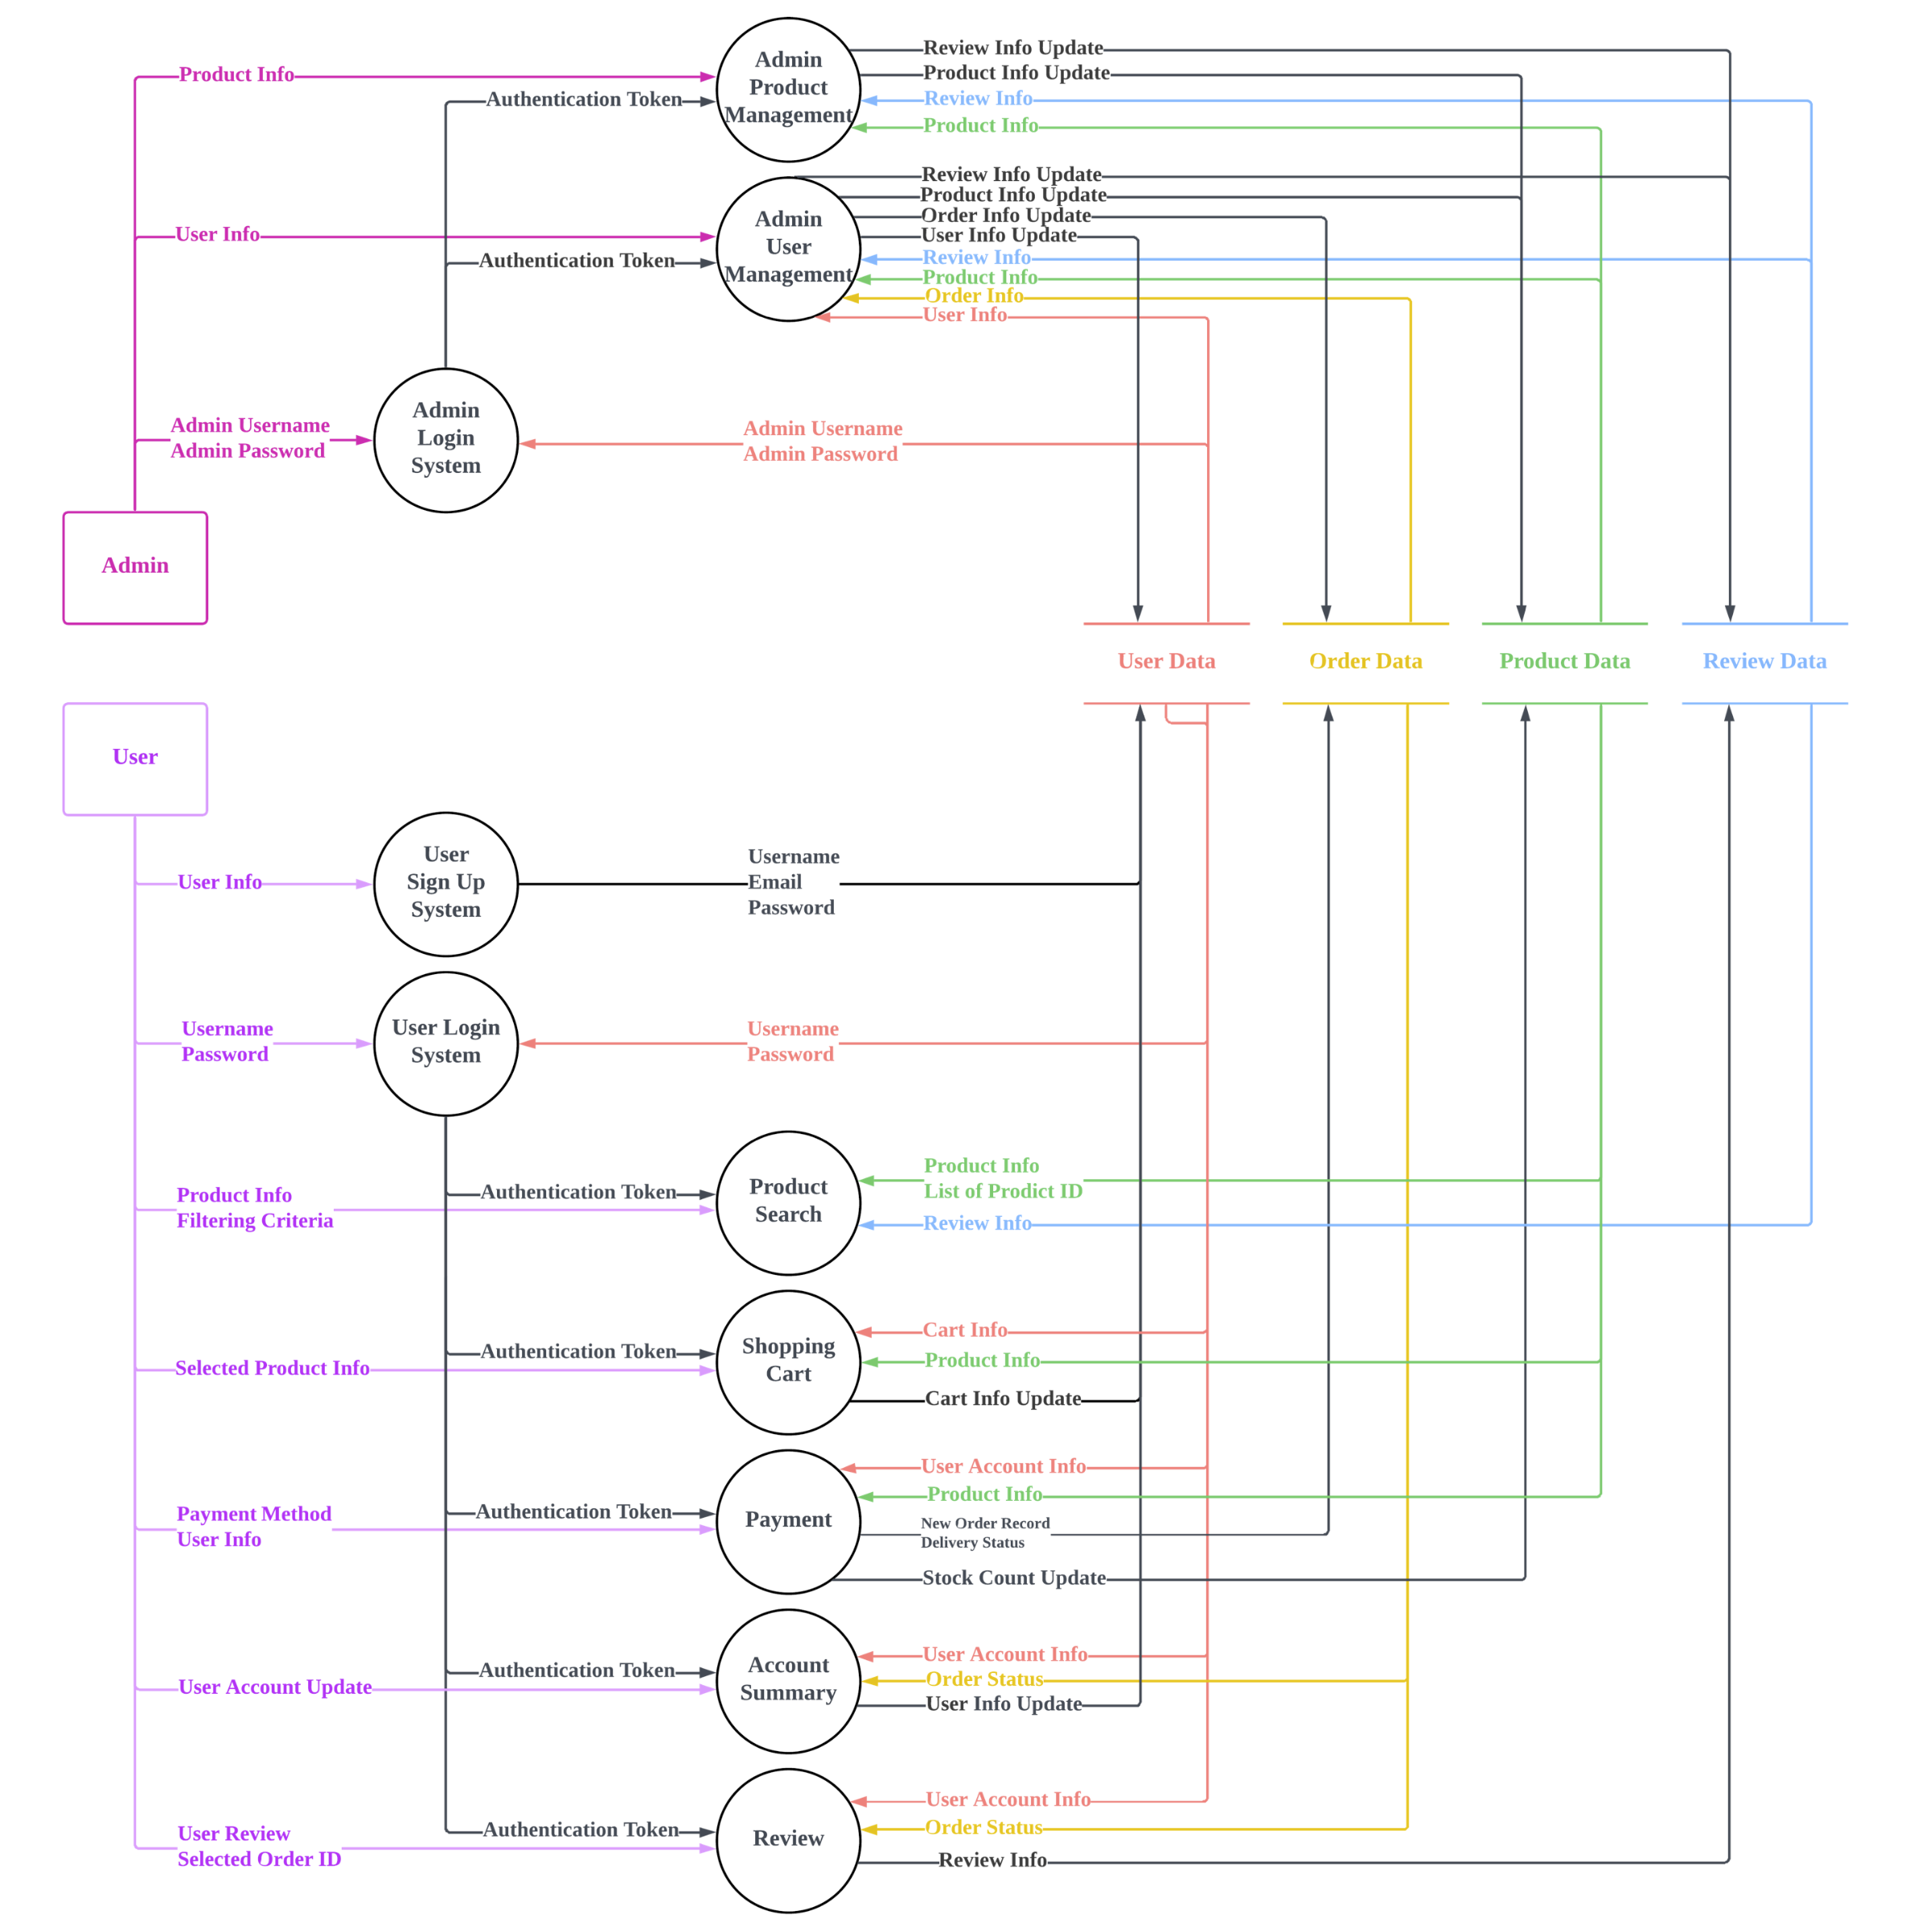 Admin
Product
Management
Product Info
Authentication Token
Review Info Update
Product Info Update
Review Info
Product Info
Admin
User
Management
User Info
Authentication Token
Review Info Update
Product Info Update
Order Info Update
User Info Update
Review Info
Product Info
Order Info
User Info
Admin
Login
System
Admin Username
Admin Password
Admin Username
Admin Password
Admin
User Data
Order Data
Product Data
Review Data
User
User Info
User
Sign Up
System
Username
Email
Password
Username
Password
User Login
System
Username
Password
Product Info
Filtering Criteria
Authentication Token
Product
Search
Product Info
List of Prodict ID
Review Info
Selected Product Info
Authentication Token
Shopping
Cart
Cart Info
Product Info
Cart Info Update
Payment Method
User Info
Authentication Token
Payment
User Account Info
Product Info
New Order Record
Delivery Status
Stock Count Update
User Account Update
Authentication Token
Account
Summary
User Account Info
Order Status
User Info Update
User Review
Selected Order ID
Authentication Token
Review
User Account Info
Order Status
Review Info